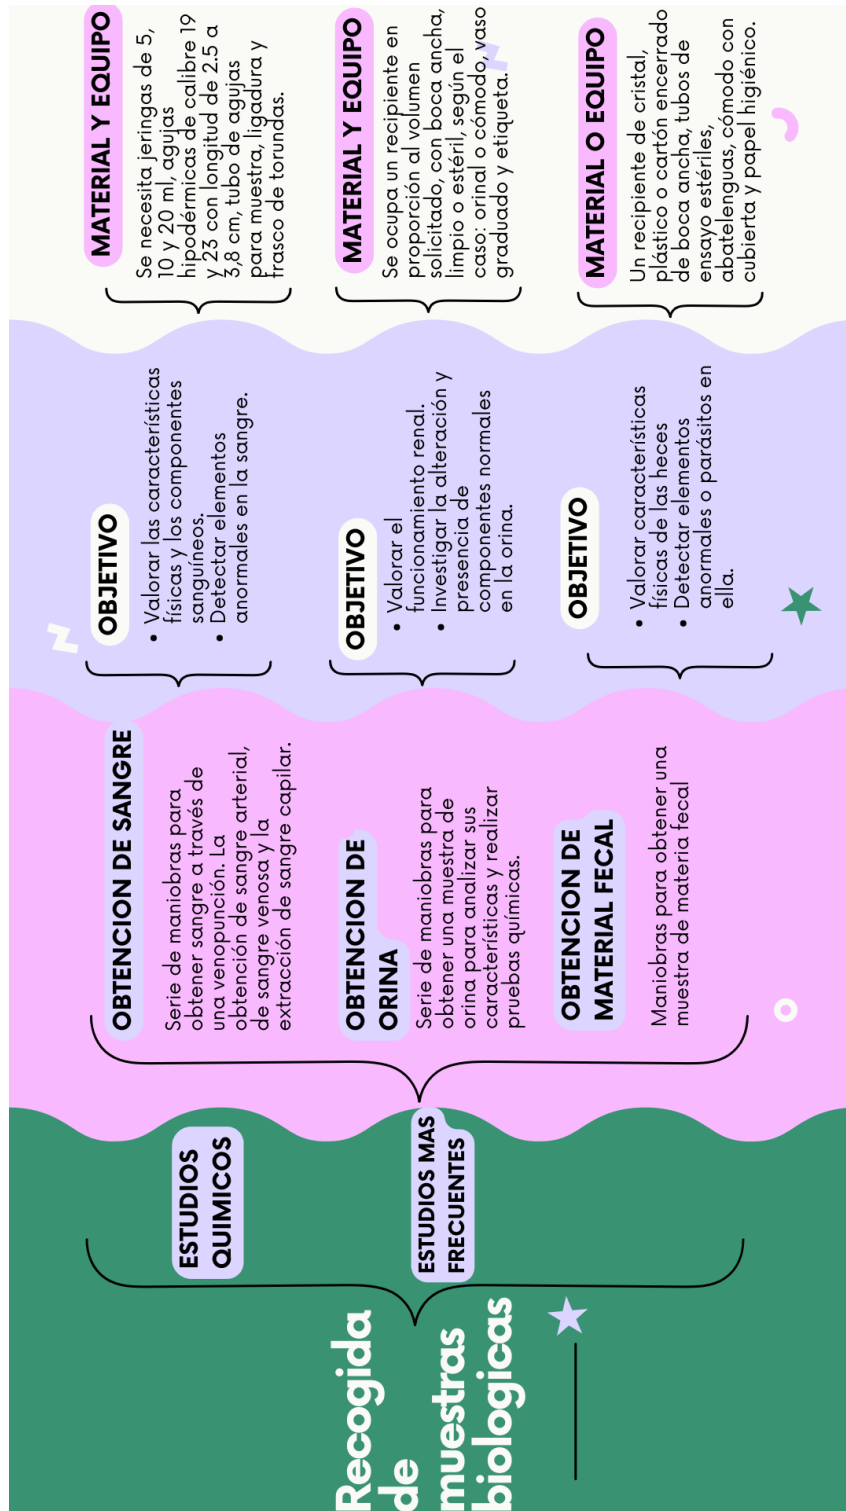 Recogida
de
muestras
biologicas
ESTUDIOS
QUIMICOS
ESTUDIOS MAS
FRECUENTES
OBTENCION DE SANGRE
Serie de maniobras para
obtener sangre a través de
una venopunción. La
obtención de sangre arterial,
de sangre venosa y la
extracción de sangre capilar.
OBJETIVO
• Valorar las características
físicas y los componentes
sanguíneos.
• Detectar elementos
anormales en la sangre.
MATERIAL Y EQUIPO
Se necesita jeringas de 5,
10 y 20 ml, agujas
hipodérmicas de calibre 19
y 23 con longitud de 2.5 a
3,8 cm, tubo de agujas
para muestra, ligadura y
frasco de torundas.
OBTENCION DE
ORINA
Serie de maniobras para
obtener una muestra de
orina para analizar sus
características y realizar
pruebas químicas.
OBJETIVO
• Valorar el
funcionamiento renal.
• Investigar la alteración y
presencia de
componentes normales
en la orina.
MATERIAL Y EQUIPO
Se ocupa un recipiente en
proporción al volumen
solicitado, con boca ancha,
limpio o estéril, según el
caso: orinal o cómodo, vaso
graduado y etiqueta.
OBTENCION DE
MATERIAL FECAL
Maniobras para obtener una
muestra de materia fecal
OBJETIVO
• Valorar características
físicas de las heces
• Detectar elementos
anormales o parásitos en
ella.
MATERIAL O EQUIPO
Un recipiente de cristal,
plástico o cartón encerrado
de boca ancha, tubos de
ensayo estériles,
abatelenguas, cómodo con
cubierta y papel higiénico.